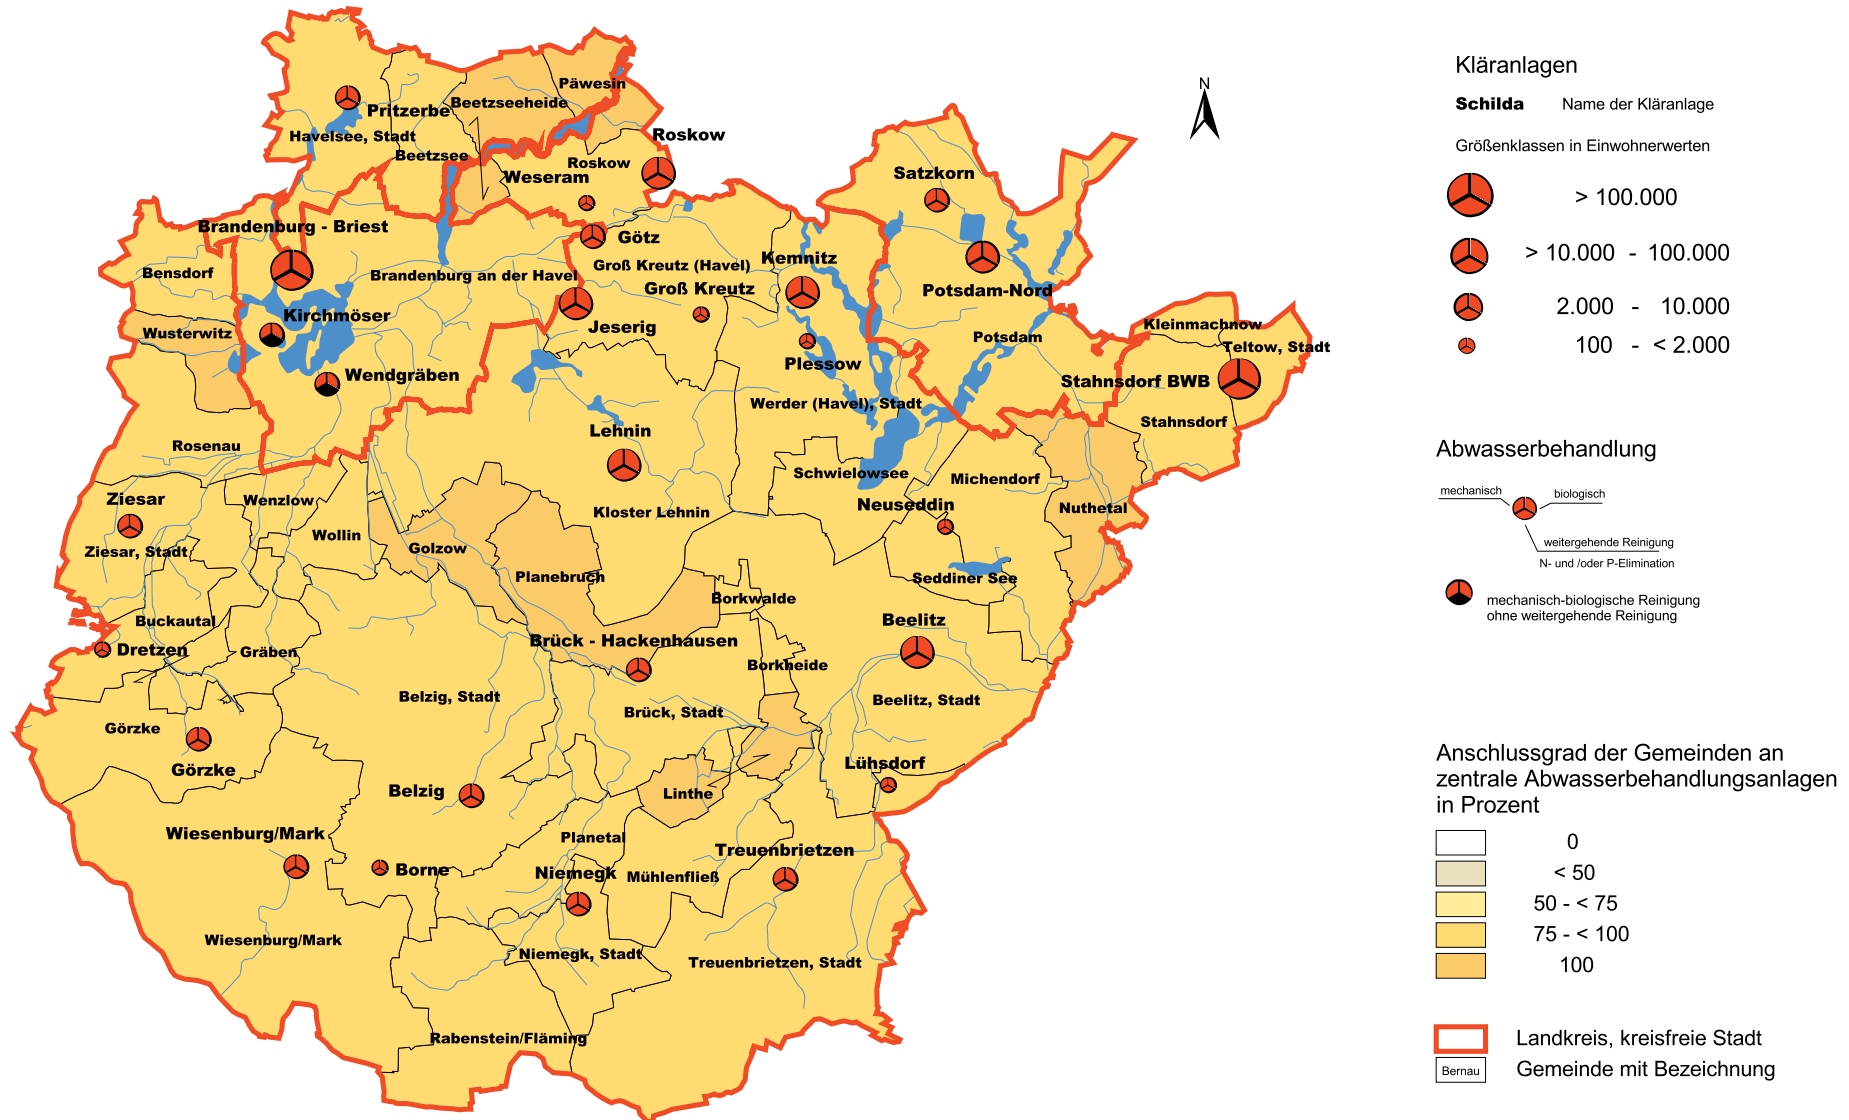 Päwesin
Beetzseeheide
Pritzerbe
Havelsee, Stadt
Beetzsee
Roskow
Roskow
Weseram
Satzkorn
Brandenburg - Briest
Götz
Groß Kreutz (Havel)
Kemnitz
Bensdorf
Brandenburg an der Havel
Groß Kreutz
Potsdam-Nord
Kirchmöser
Jeserig
Wusterwitz
Potsdam
Kleinmachnow
Teltow, Stadt
Plessow
Wendgräben
Stahnsdorf BWB
Werder (Havel), Stadt
Stahnsdorf
Lehnin
Rosenau
Schwielowsee
Michendorf
Ziesar
Wenzlow
Neuseddin
Nuthetal
Kloster Lehnin
Wollin
Golzow
Ziesar, Stadt
Planebruch
Seddiner See
Borkwalde
Buckautal
Beelitz
Dretzen
Gräben
Brück - Hackenhausen
Borkheide
Belzig, Stadt
Brück, Stadt
Beelitz, Stadt
Görzke
Görzke
Lühsdorf
Belzig
Linthe
Wiesenburg/Mark
Planetal
Treuenbrietzen
Borne
Niemegk
Mühlenfließ
Wiesenburg/Mark
Niemegk, Stadt
Treuenbrietzen, Stadt
Rabenstein/Fläming
N
Kläranlagen
Schilda Name der Kläranlage
Größenklassen in Einwohnerwerten
> 100.000
> 10.000 - 100.000
2.000 - 10.000
100 - < 2.000
Abwasserbehandlung
mechanisch
biologisch
weitergehende Reinigung
N- und /oder P-Elimination
mechanisch-biologische Reinigung
ohne weitergehende Reinigung
Anschlussgrad der Gemeinden an
zentrale Abwasserbehandlungsanlagen
in Prozent
0
< 50
50 - < 75
75 - < 100
100
Landkreis, kreisfreie Stadt
Bernau Gemeinde mit Bezeichnung